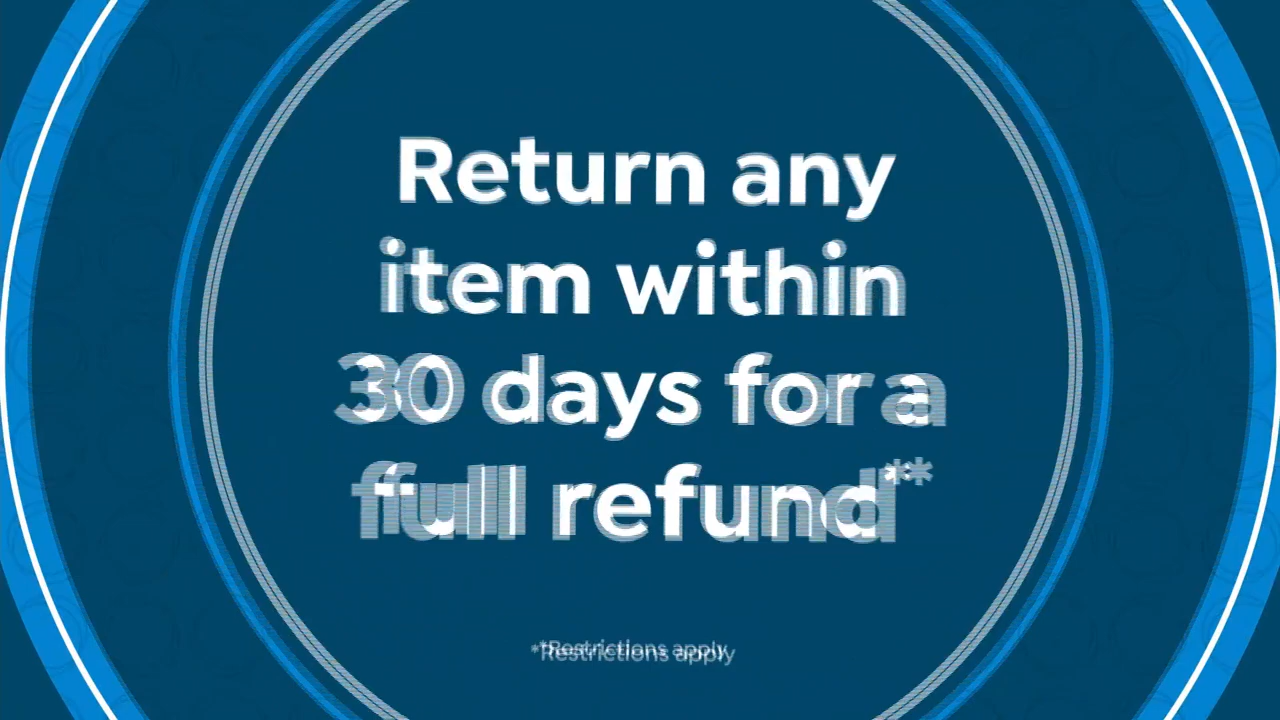 Return any
item within
30 days for a
full refund*
*Restrictions apply